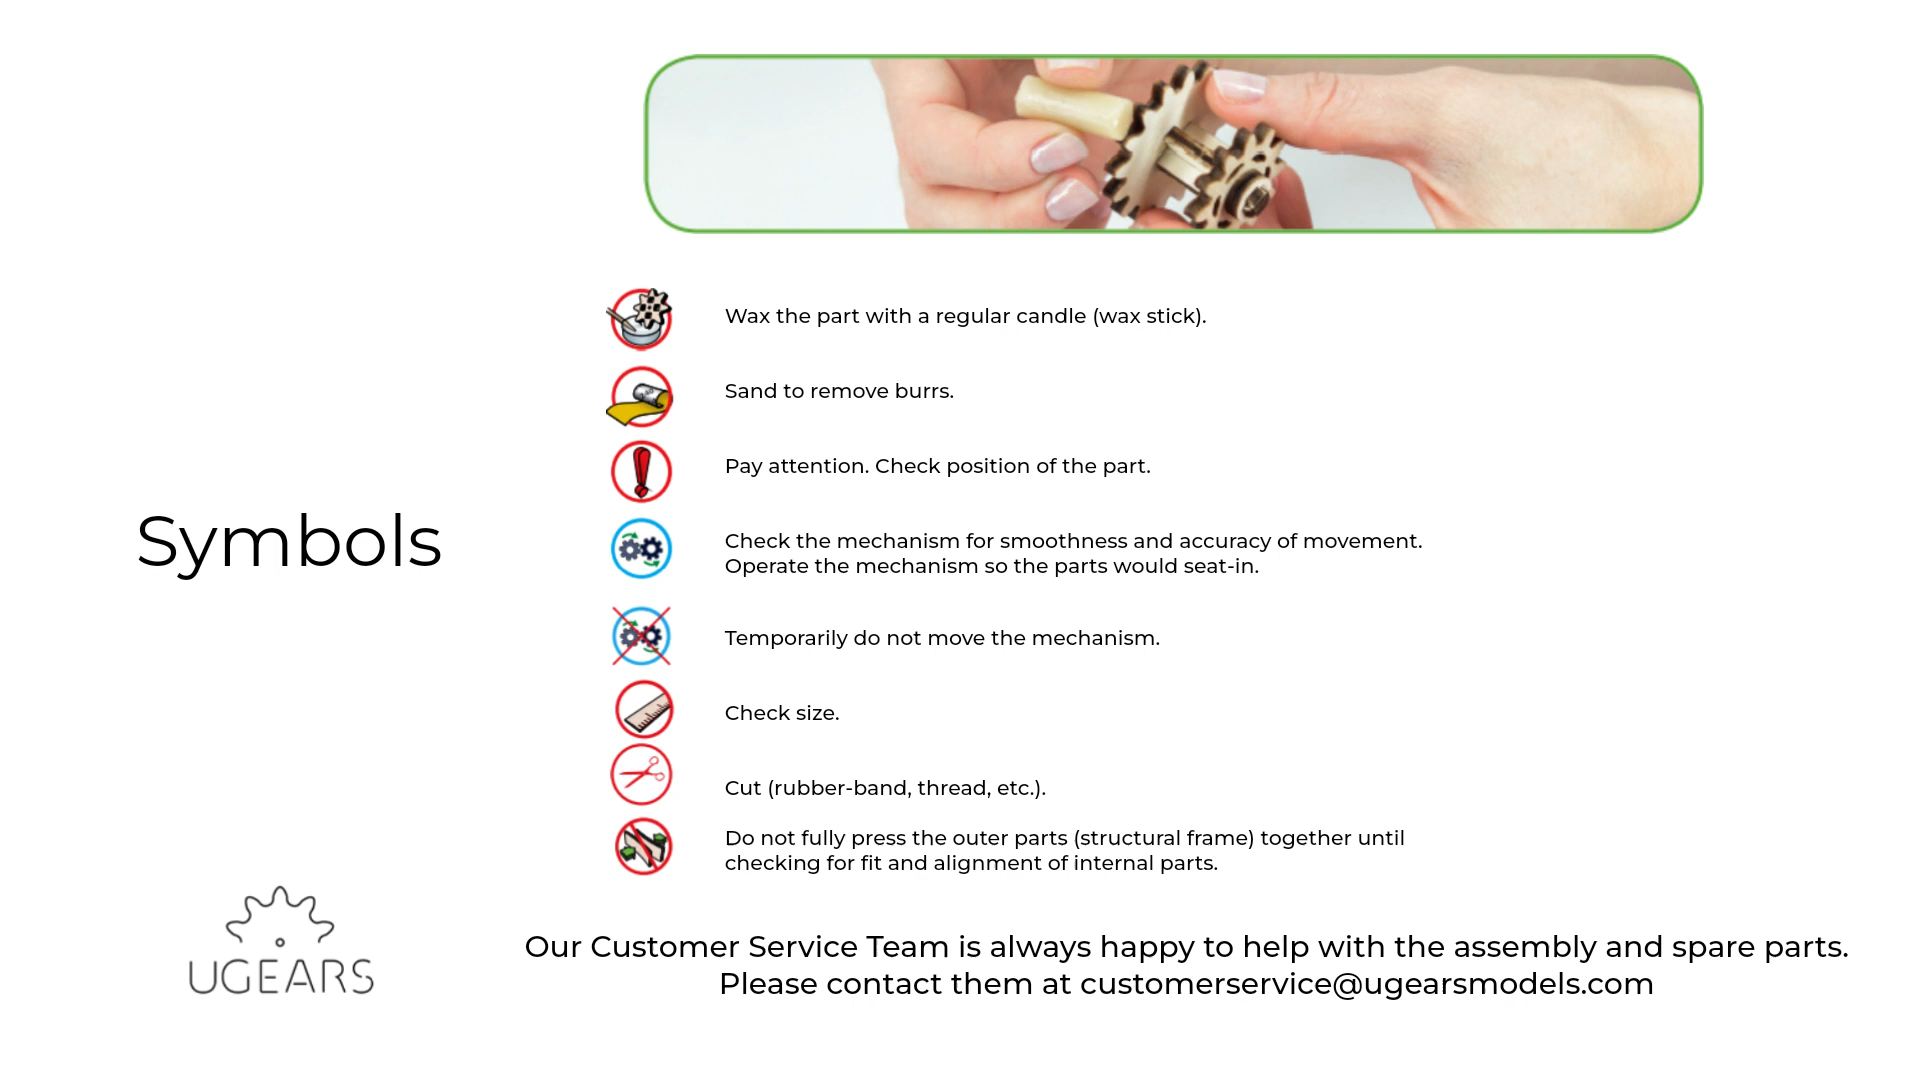 Wax the part with a regular candle (wax stick).
Sand to remove burrs.
Pay attention. Check position of the part.
Symbols
Check the mechanism for smoothness and accuracy of movement.
Operate the mechanism so the parts would seat-in.
Temporarily do not move the mechanism.
Check size.
Cut (rubber-band, thread, etc.).
Do not fully press the outer parts (structural frame) together until
checking for fit and alignment of internal parts.
UGEARS
Our Customer Service Team is always happy to help with the assembly and spare parts.
Please contact them at customerservice@ugearsmodels.com